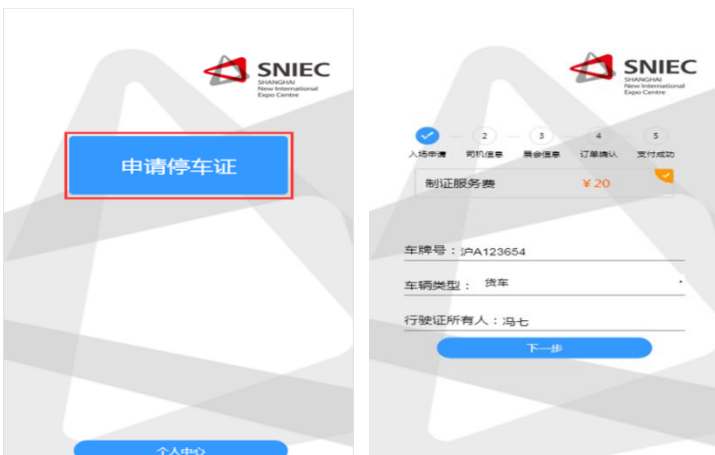 SNIEC
SHANGHAI
New International
Expo Centre
申请停车证
个人中心
SNIEC
SHANGHAI
New International
Expo Centre
2 3 4 5
入场申请 司机信息 展会信息 订单确认 支付成功
制证服务费 ¥20
车牌号：沪A123654
车辆类型： 货车
行驶证所有人：冯七
下一步